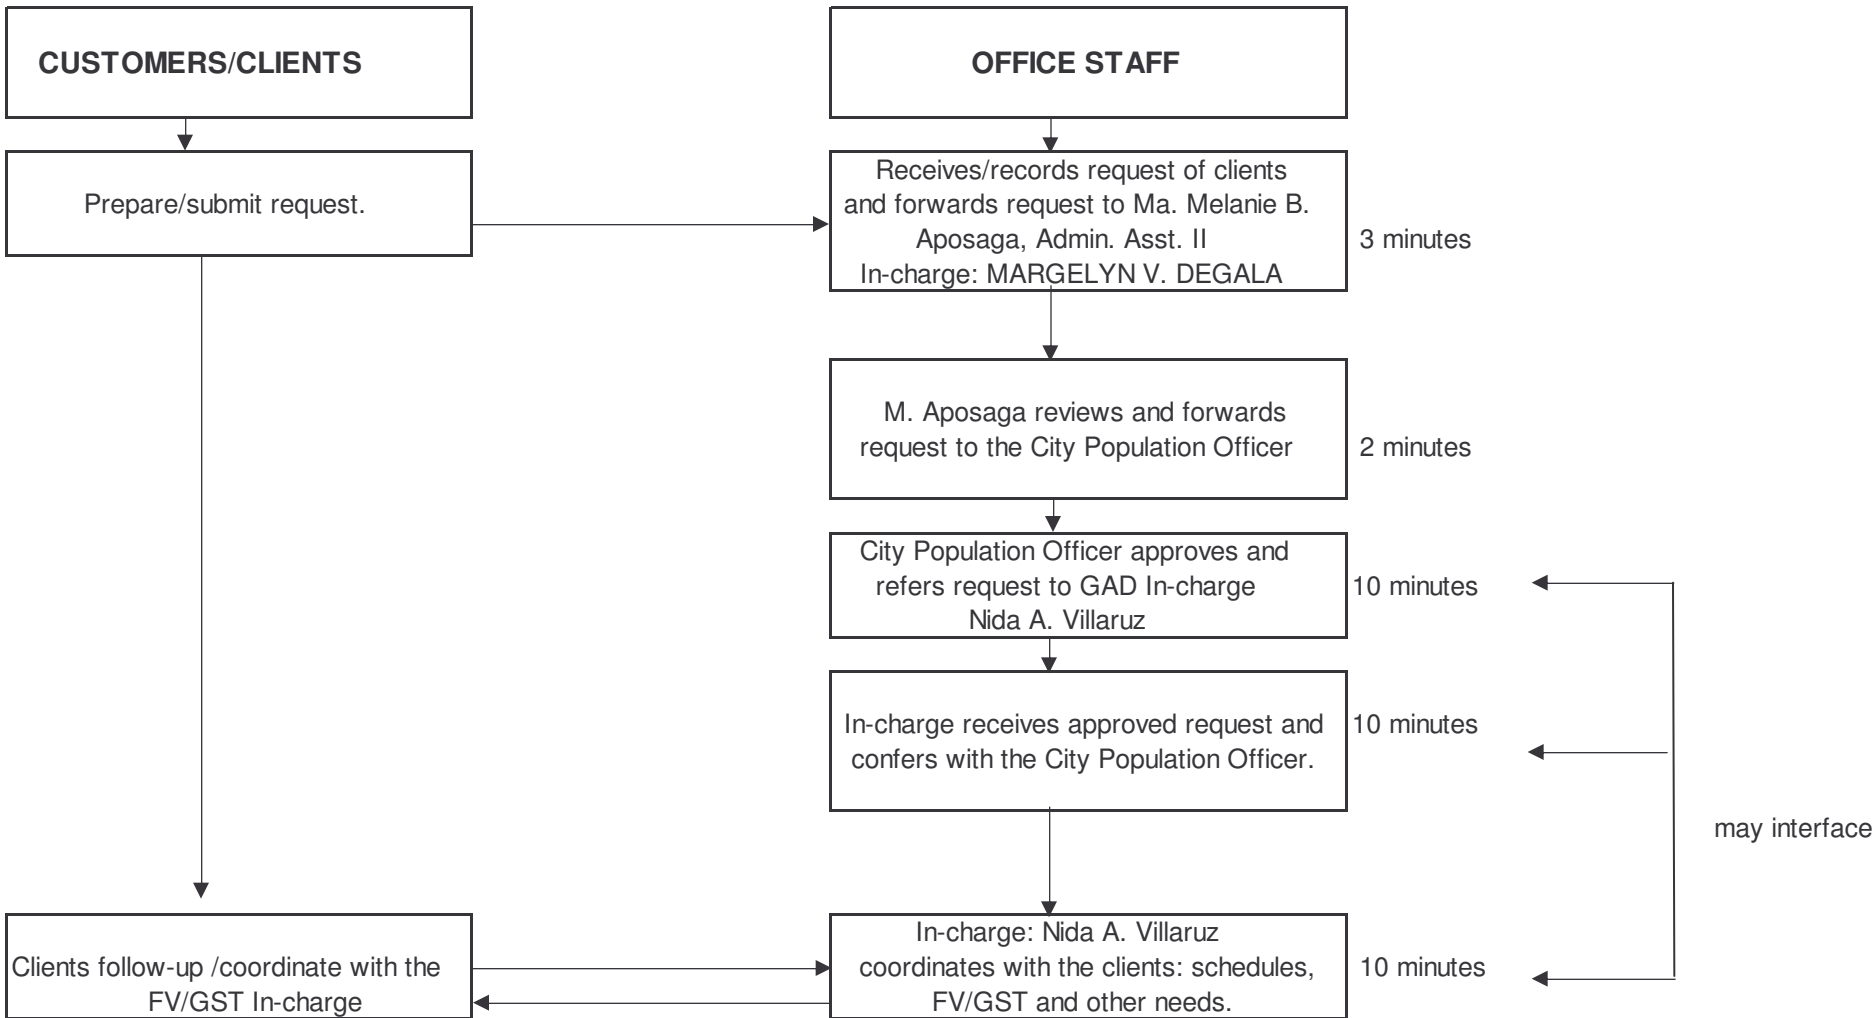 CUSTOMERS/CLIENTS
OFFICE STAFF
Prepare/submit request.
Receives/records request of clients
and forwards request to Ma. Melanie B.
Aposaga, Admin. Asst. II
In-charge: MARGELYN V. DEGALA
3 minutes
M. Aposaga reviews and forwards
request to the City Population Officer
2 minutes
City Population Officer approves and
refers request to GAD In-charge
Nida A. Villaruz
10 minutes
In-charge receives approved request and
confers with the City Population Officer.
10 minutes
may interface
Clients follow-up /coordinate with the
FV/GST In-charge
In-charge: Nida A. Villaruz
coordinates with the clients: schedules,
FV/GST and other needs.
10 minutes